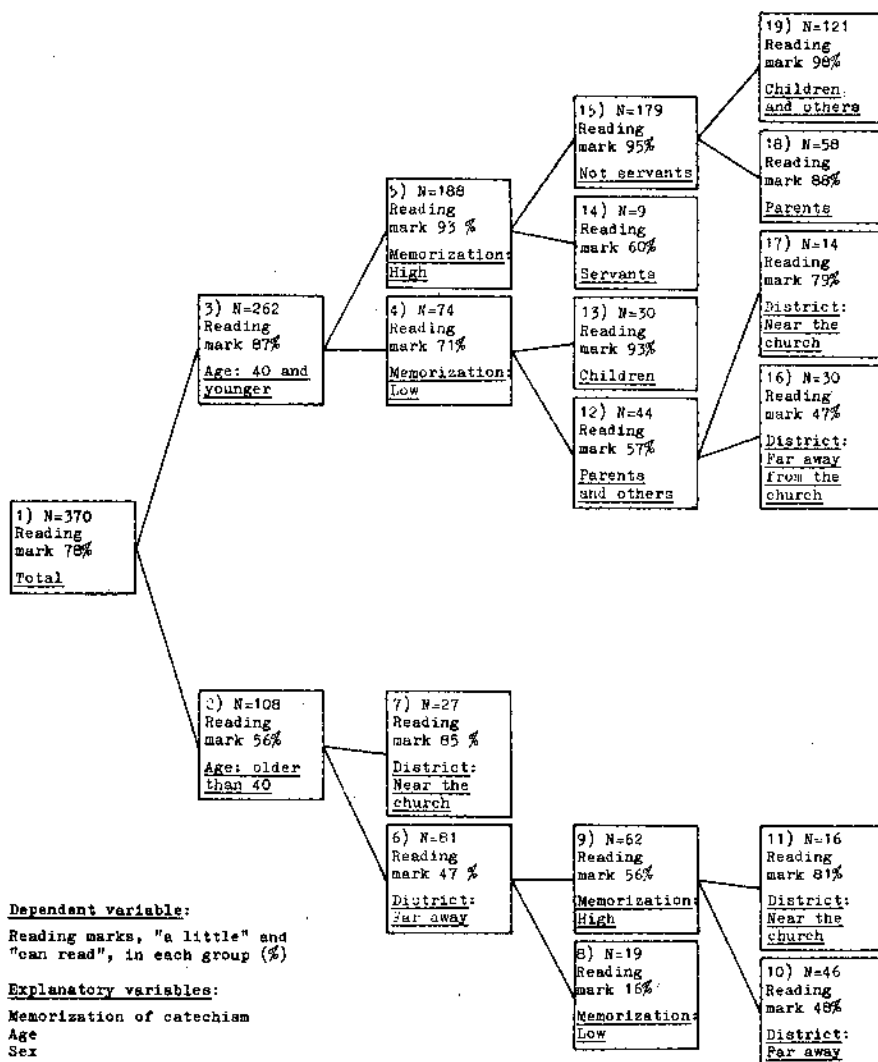 19) N=121
Reading
mark 98%
Children
and others
18) N=58
Reading
mark 88%
Parents
15) N=179
Reading
mark 95%
Not servants
14) N=9
Reading
mark 60%
Servants
5) N=188
Reading
mark 93 %
Memorization:
High
4) N=74
Reading
mark 71%
Memorization:
Low
13) N=30
Reading
mark 93%
Children
12) N=44
Reading
mark 57%
Parents
and others
17) N=14
Reading
mark 79%
District:
Near the
church
16) N=30
Reading
mark 47%
District:
Far away
from the
church
3) N=262
Reading
mark 87%
Age: 40 and
younger
1) N=370
Reading
mark 78%
Total
2) N=108
Reading
mark 56%
Age: older
than 40
7) N=27
Reading
mark 85 %
District:
Near the
church
6) N=81
Reading
mark 47 %
District:
Far away
9) N=62
Reading
mark 56%
Memorization:
High
8) N=19
Reading
mark 16%
Memorization:
Low
11) N=16
Reading
mark 81%
District:
Near the
church
10) N=46
Reading
mark 48%
District:
Far away
Dependent variable:
Reading marks, "a little" and
"can read", in each group (%)
Explanatory variables:
Memorization of catechism
Age
Sex